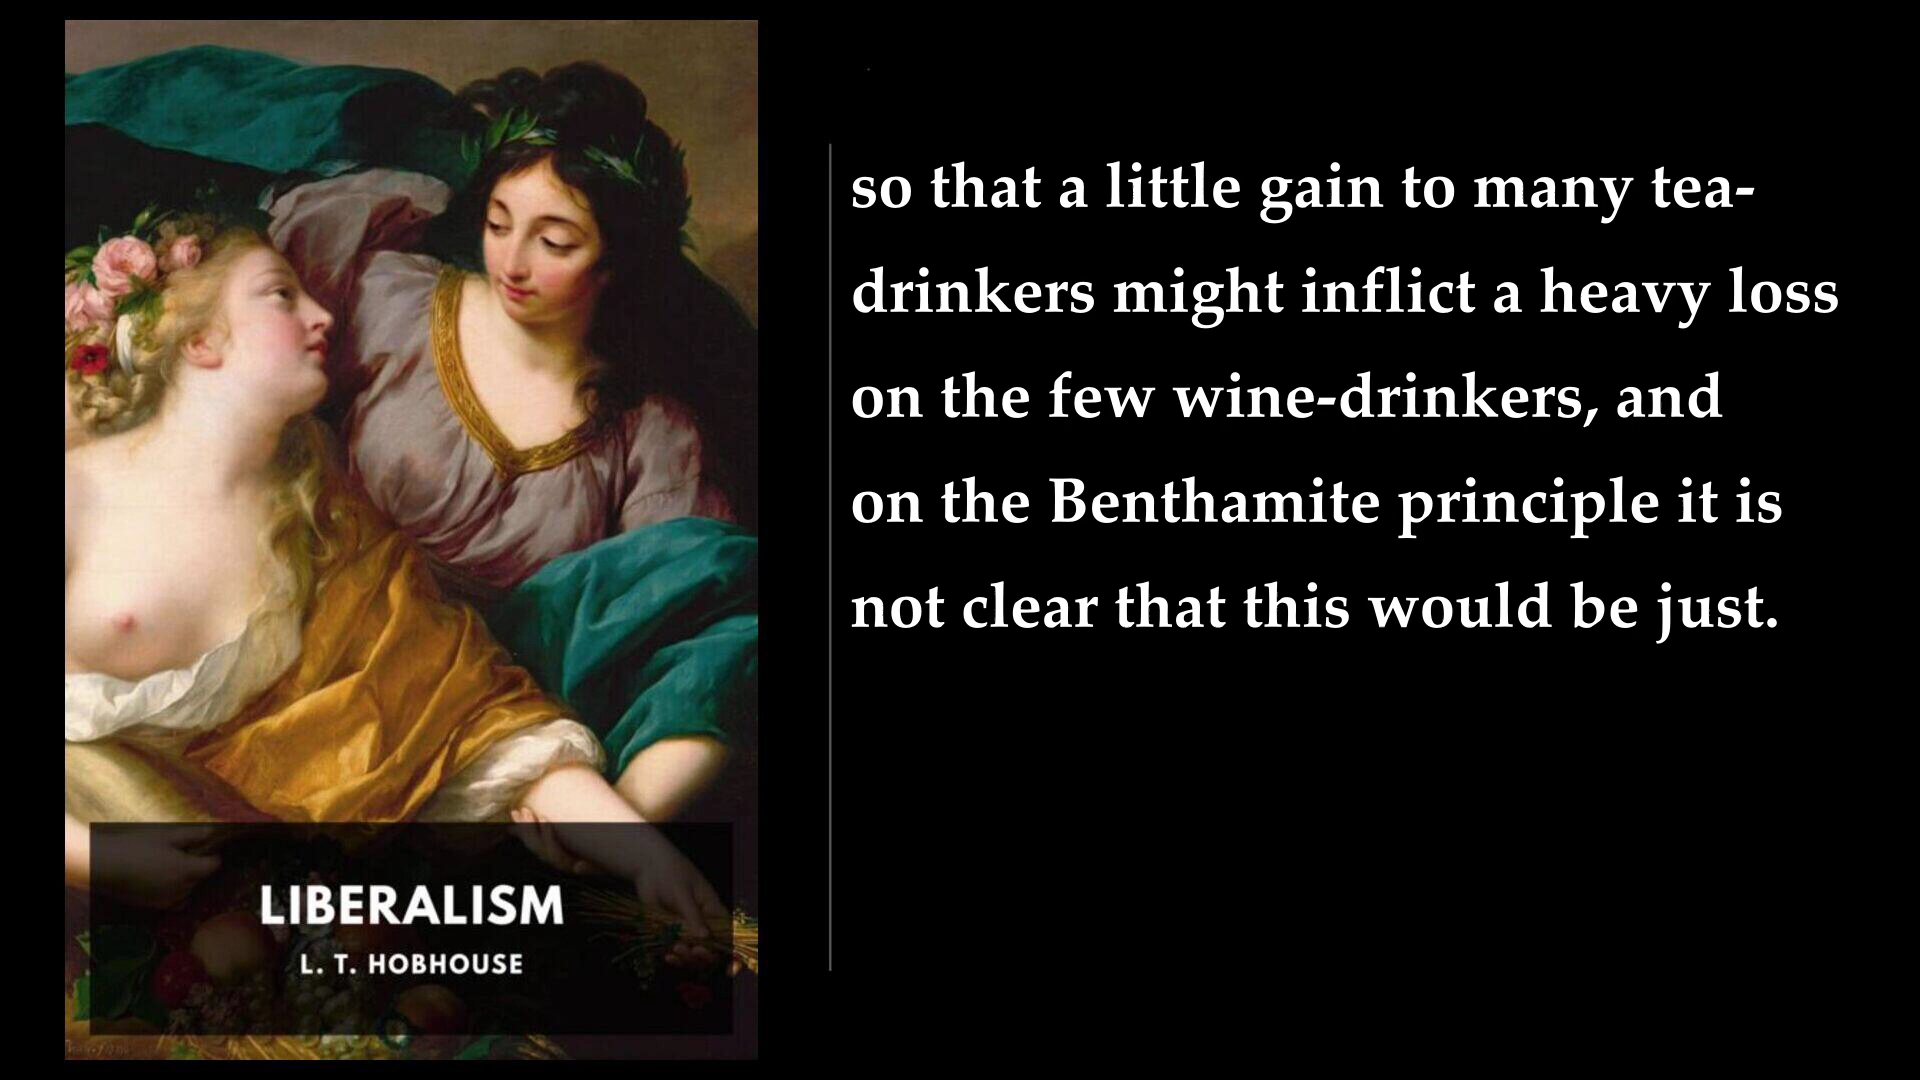 so that a little gain to many tea-
drinkers might inflict a heavy loss
on the few wine-drinkers, and
on the Benthamite principle it is
not clear that this would be just.
LIBERALISM
L. T. HOBHOUSE